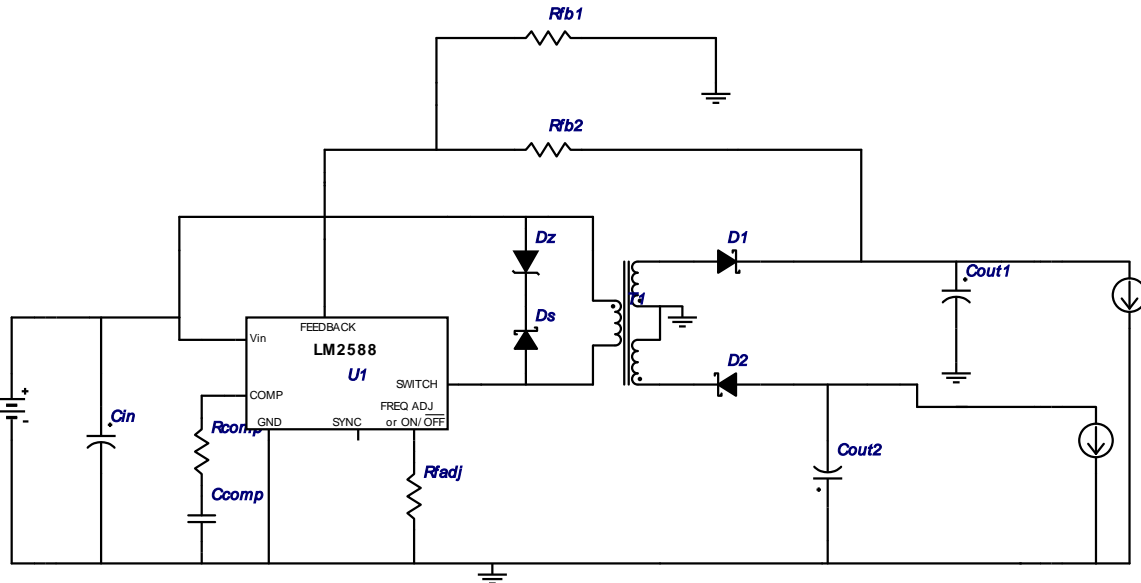 Rfb1
Rfb2
Dz
D1
Cout1
T1
Ds
FEEDBACK
Vin
LM2588
D2
U1
SWITCH
COMP
FREQ ADJ
Cin
Rcomp
GND
SYNC
or ON/OFF
Cout2
Rfadj
Ccomp